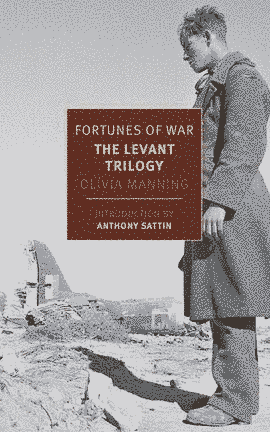 FORTUNES OF WAR
THE LEVANT
TRILOGY
OLIVIA MANNING
INTRODUCTION BY
ANTHONY SATTIN